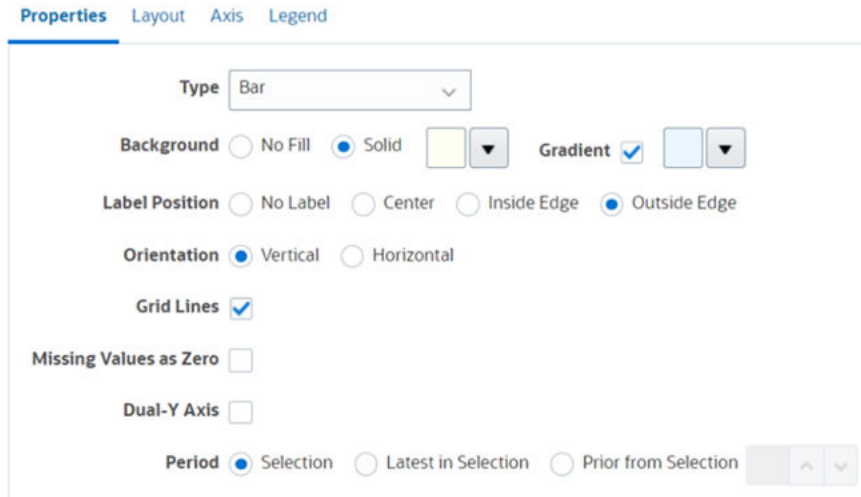 Properties Layout Axis Legend
Type Bar
Background No Fill Solid Gradient
Label Position No Label Center Inside Edge Outside Edge
Orientation Vertical Horizontal
Grid Lines
Missing Values as Zero
Dual-Y Axis
Period Selection Latest in Selection Prior from Selection